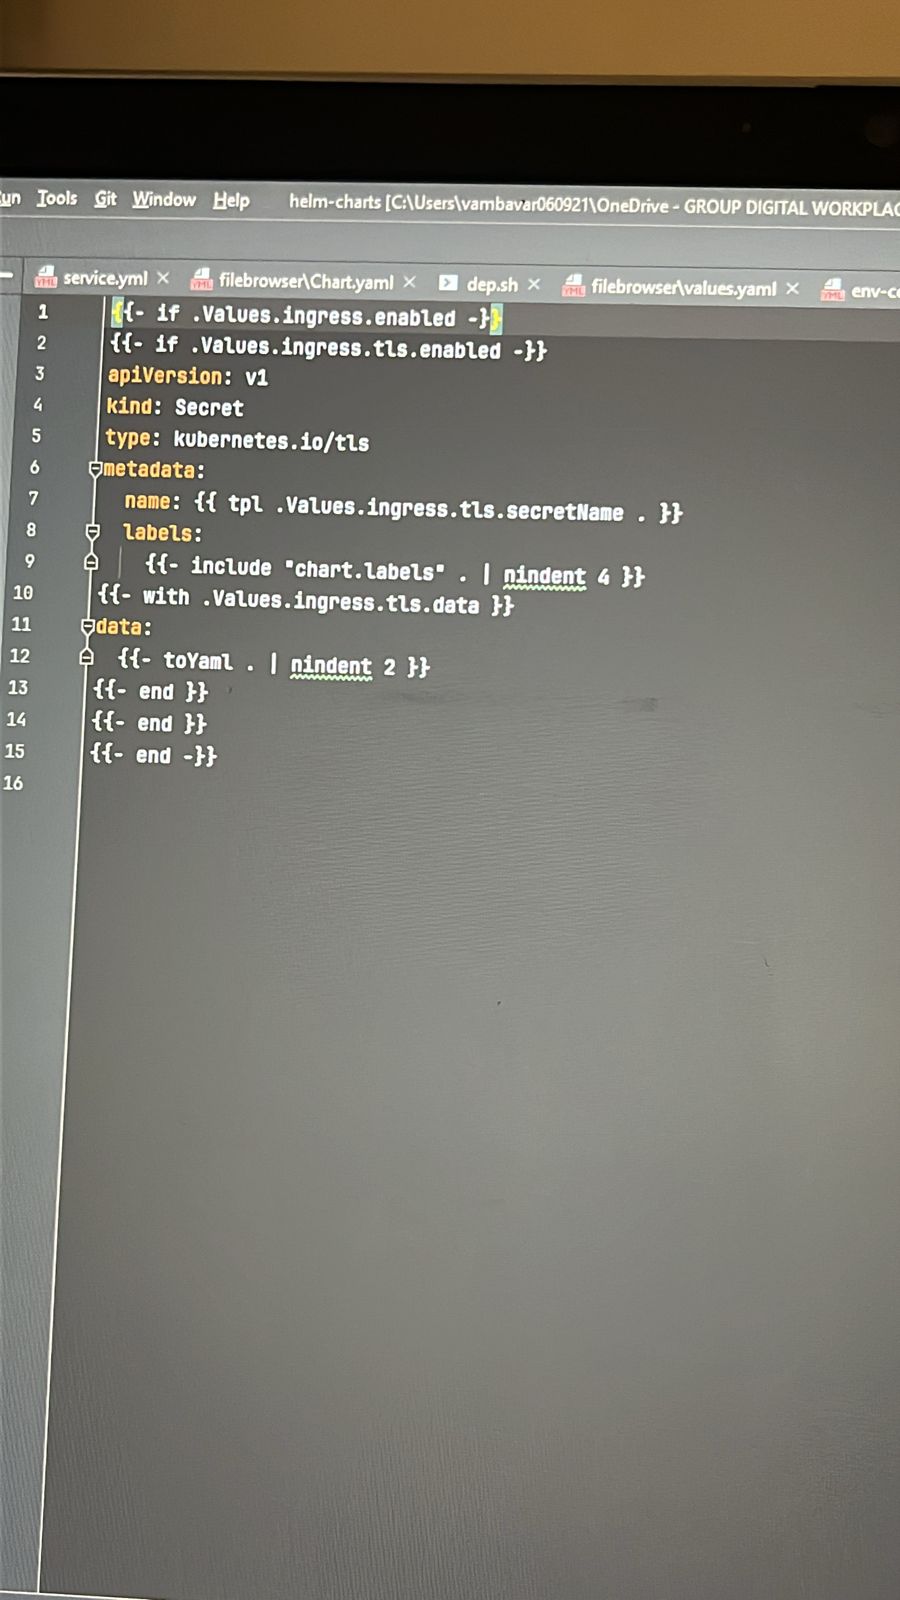 Tools Git Window Help helm-charts [C:\Users\vambavar060921\OneDrive - GROUP DIGITAL
service.yml × filebrowser\Chart.yaml × dep.sh × filebrowser\values.yaml ×
1 {{- if .Values.ingress.enabled -}}
2 {{- if .Values.ingress.tls.enabled -}}
3 apiVersion: v1
4 kind: Secret
5 type: kubernetes.io/tls
6 metadata:
7 name: {{ tpl .Values.ingress.tls.secretName . }}
8 labels:
9 {{- include "chart.labels" . | nindent 4 }}
10 {{- with .Values.ingress.tls.data }}
11 data:
12 {{- toYaml . | nindent 2 }}
13 {{- end }}
14 {{- end }}
15 {{- end -}}
16